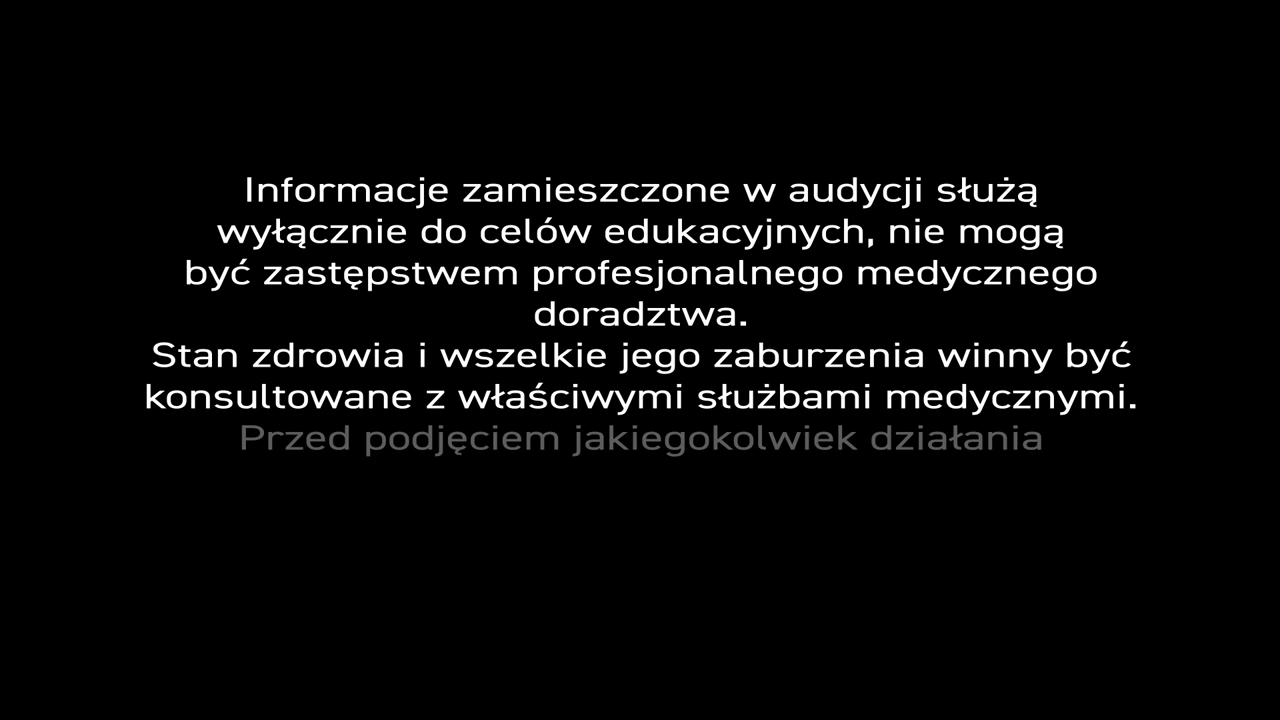 Informacje zamieszczone w audycji służą
wyłącznie do celów edukacyjnych, nie mogą
być zastępstwem profesjonalnego medycznego
doradztwa.
Stan zdrowia i wszelkie jego zaburzenia winny być
konsultowane z właściwymi służbami medycznymi.
Przed podjęciem jakiegokolwiek działania